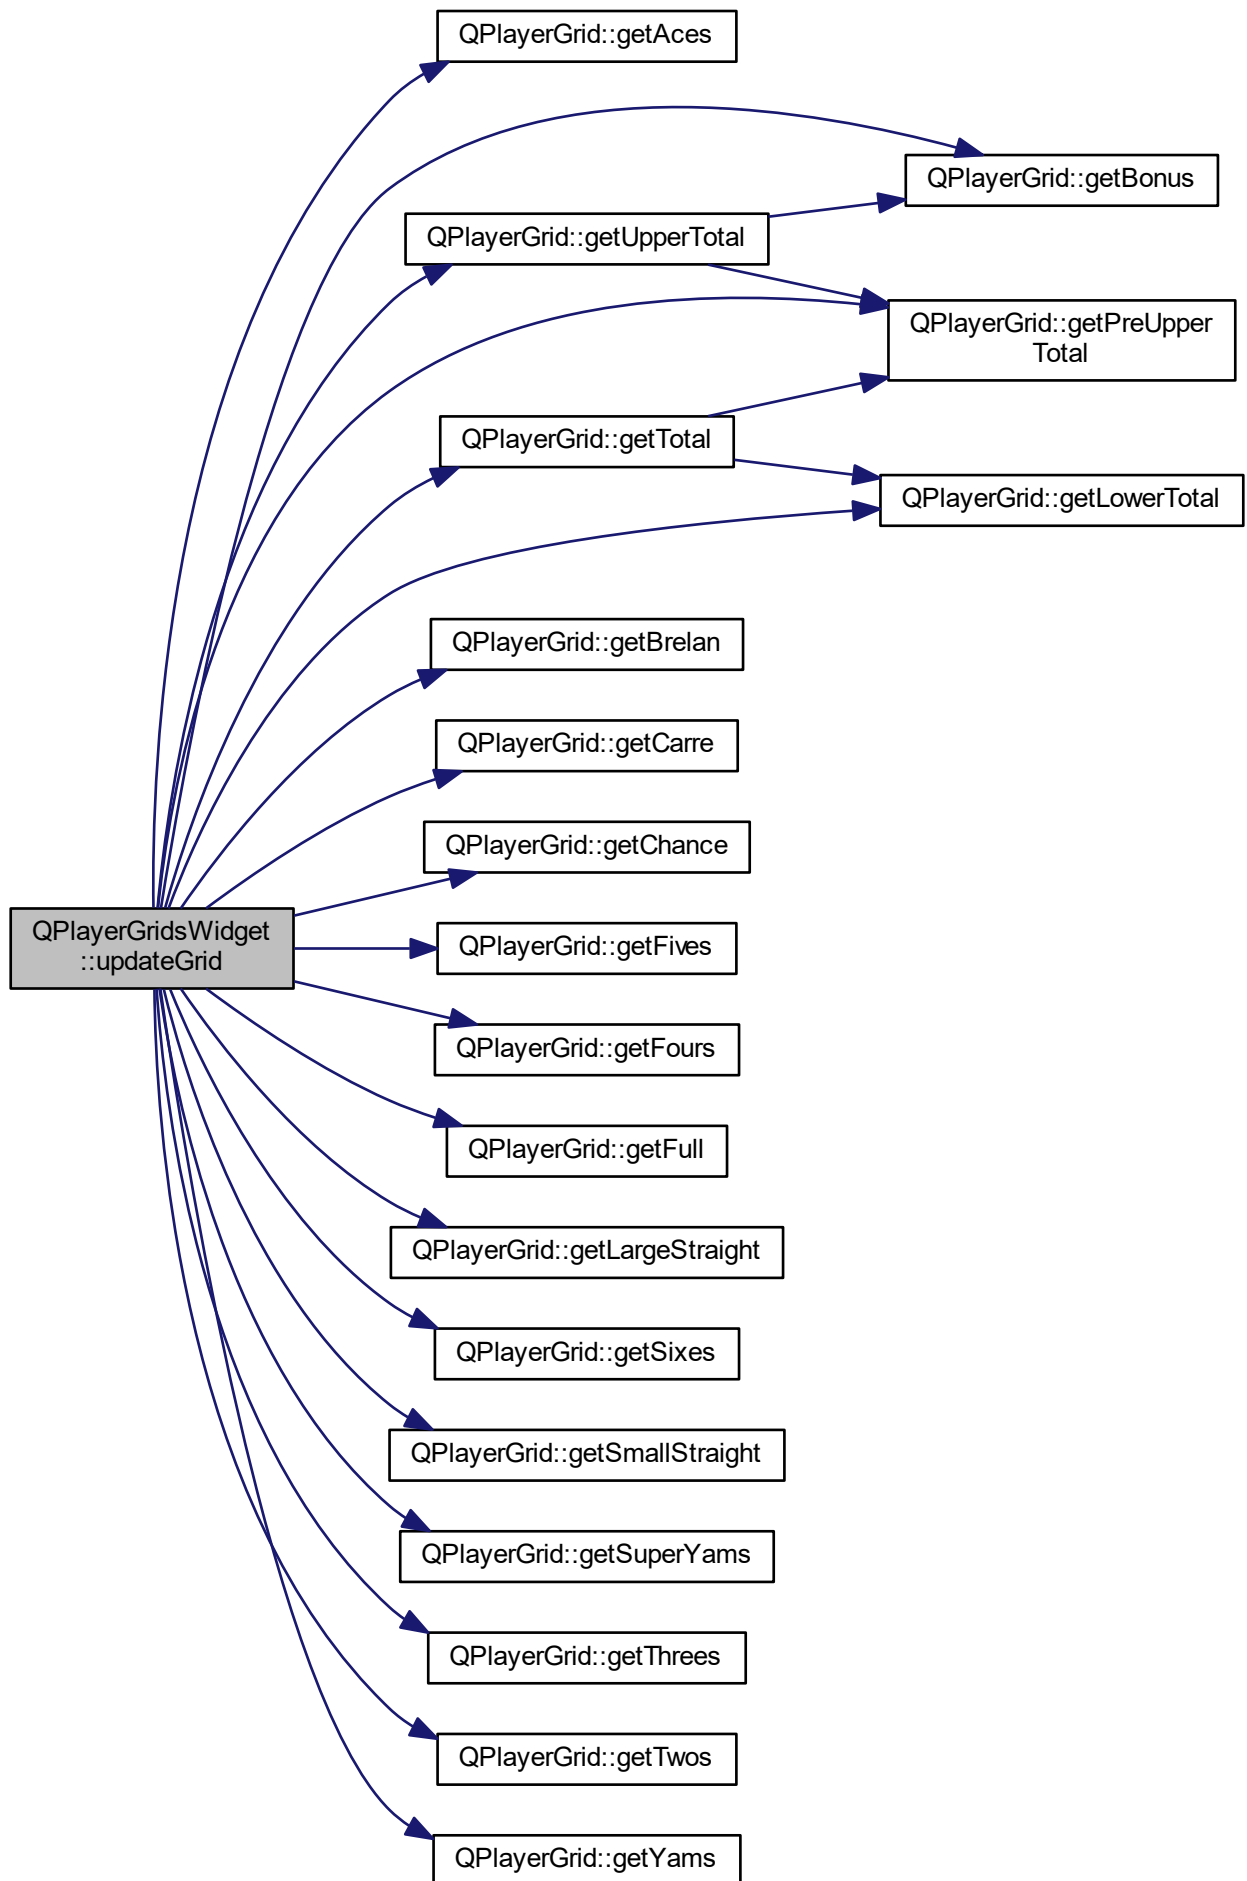 QPlayerGrid::getAces
QPlayerGrid::getBonus
QPlayerGrid::getUpperTotal
QPlayerGrid::getPreUpper
Total
QPlayerGrid::getTotal
QPlayerGrid::getLowerTotal
QPlayerGrid::getBrelan
QPlayerGrid::getCarre
QPlayerGrid::getChance
QPlayerGridsWidget
::updateGrid
QPlayerGrid::getFives
QPlayerGrid::getFours
QPlayerGrid::getFull
QPlayerGrid::getLargeStraight
QPlayerGrid::getSixes
QPlayerGrid::getSmallStraight
QPlayerGrid::getSuperYams
QPlayerGrid::getThrees
QPlayerGrid::getTwos
QPlayerGrid::getYams